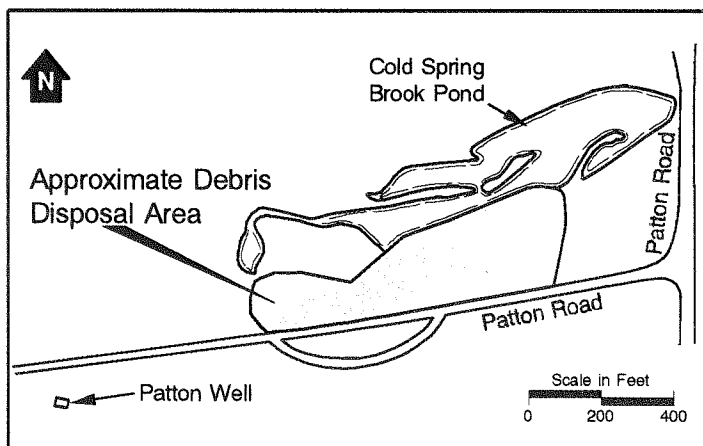 N
Cold Spring
Brook Pond
Approximate Debris
Disposal Area
Patton Road
Patton Road
Patton Well
Scale in Feet
0 200 400